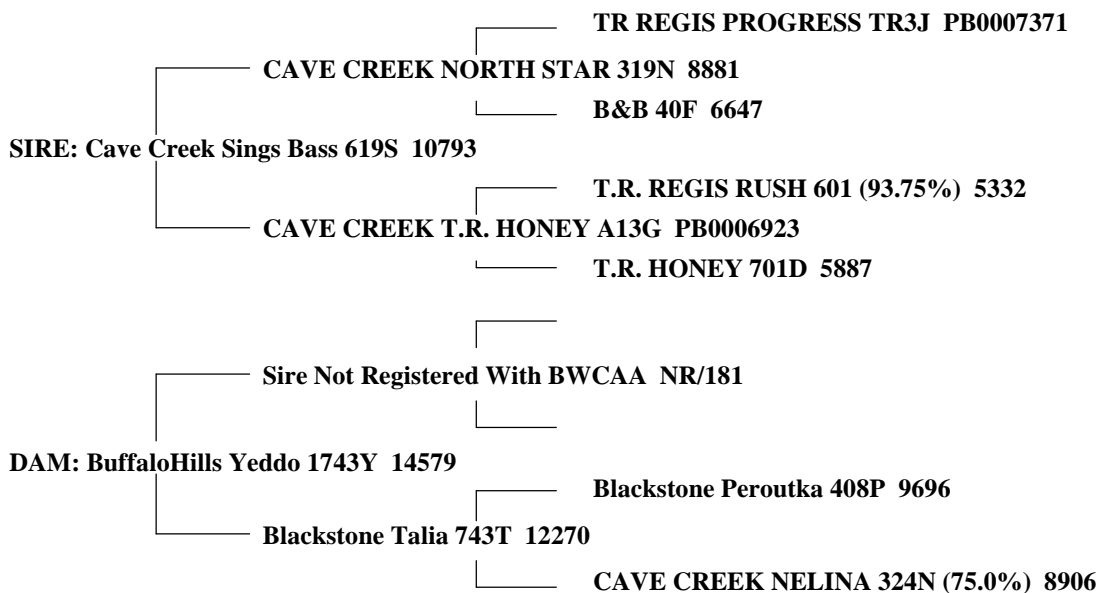 TR REGIS PROGRESS TR3J PB0007371
CAVE CREEK NORTH STAR 319N 8881
B&B 40F 6647
SIRE: Cave Creek Sings Bass 619S 10793
T.R. REGIS RUSH 601 (93.75%) 5332
CAVE CREEK T.R. HONEY A13G PB0006923
T.R. HONEY 701D 5887
Sire Not Registered With BWCAA NR/181
DAM: BuffaloHills Yeddo 1743Y 14579
Blackstone Peroutka 408P 9696
Blackstone Talia 743T 12270
CAVE CREEK NELINA 324N (75.0%) 8906